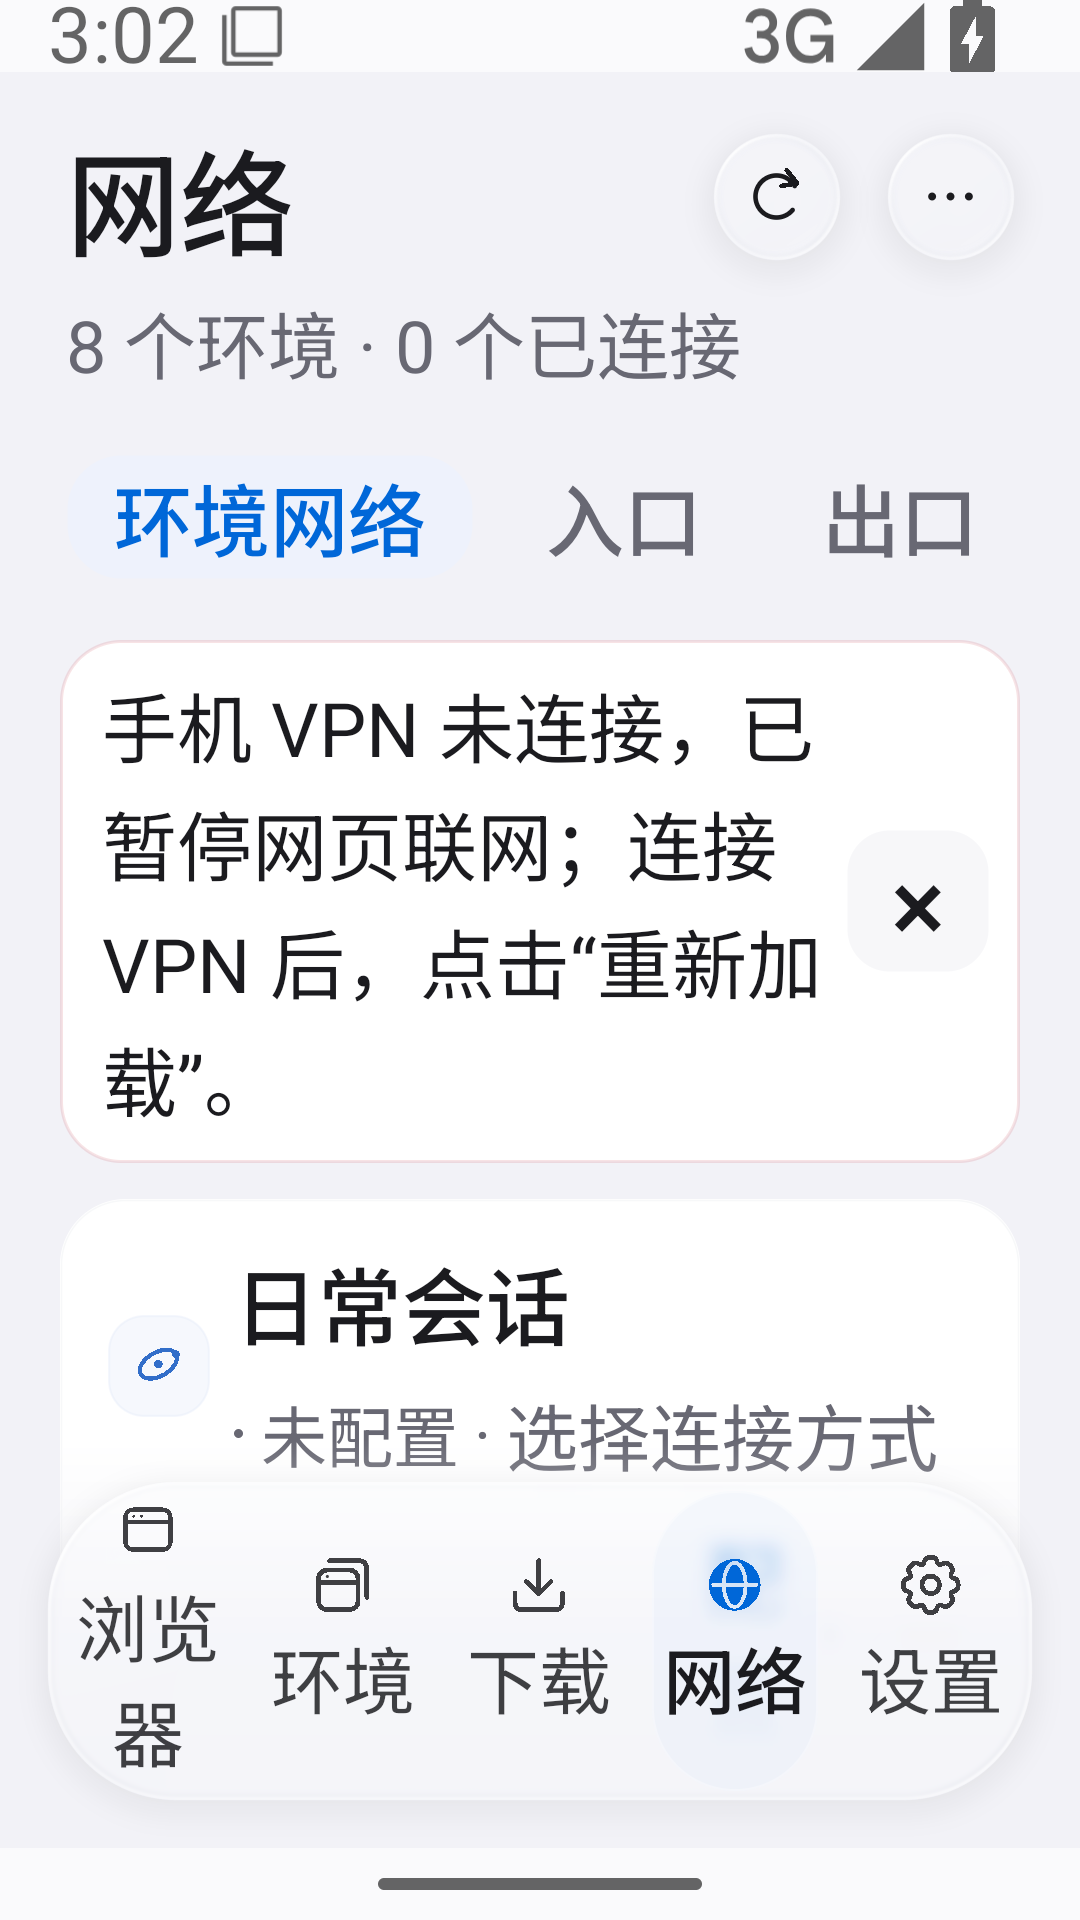 3:02 3G
网络
8 个环境 · 0 个已连接
环境网络 入口 出口
手机 VPN 未连接，已
暂停网页联网；连接
VPN 后，点击“重新加
载”。
日常会话
· 未配置 · 选择连接方式
浏览
器
环境
下载
网络
设置